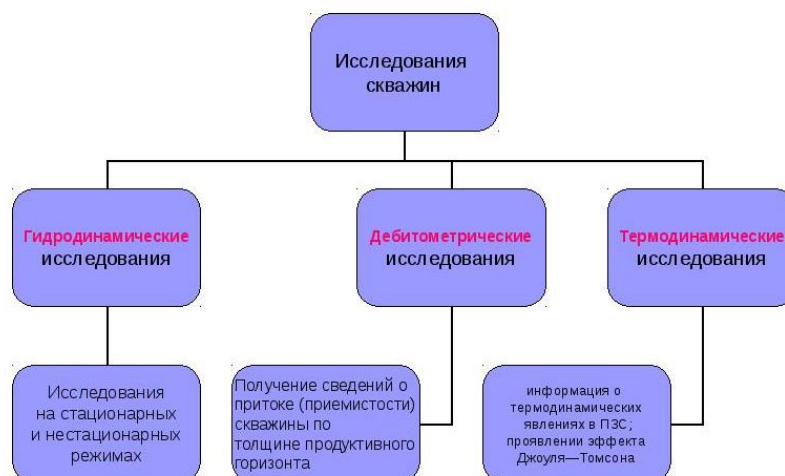 Исследования
скважин
Гидродинамические
исследования
Дебитометрические
исследования
Термодинамические
исследования
Исследования
на стационарных
и нестационарных
режимах
Получение сведений о
притоке (приемистости)
скважины по
толщине продуктивного
горизонта
информация о
термодинамических
явлениях в ПЗС;
проявлении эффекта
Джоуля—Томсона